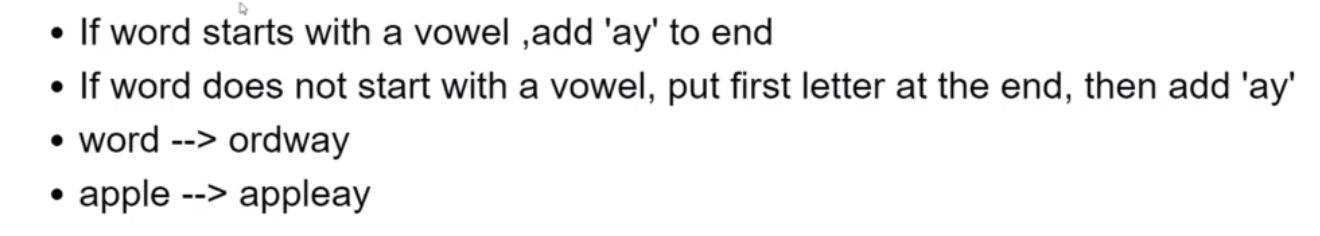 • If word starts with a vowel ,add 'ay' to end
• If word does not start with a vowel, put first letter at the end, then add 'ay'
• word --> ordway
• apple --> appleay